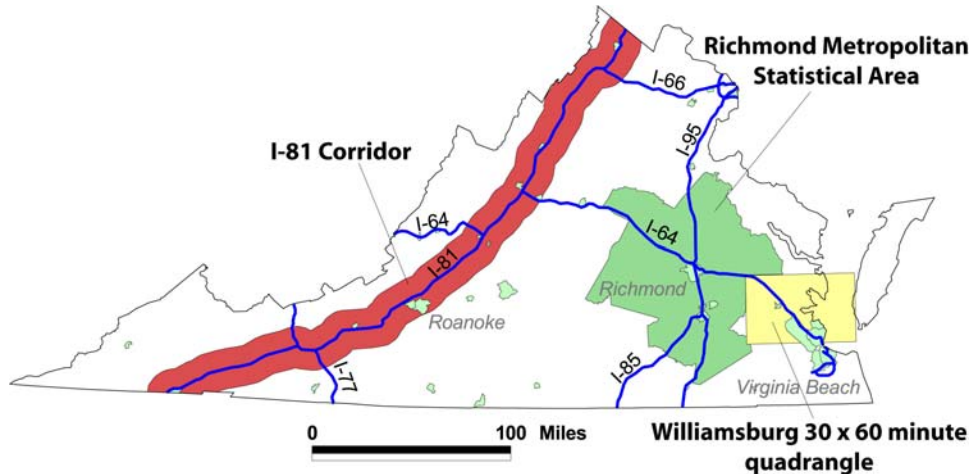 Richmond Metropolitan
Statistical Area
I-66
I-95
I-81 Corridor
I-64
I-81
I-64
Richmond
Roanoke
I-85
I-77
Virginia Beach
0 100 Miles
Williamsburg 30 x 60 minute
quadrangle